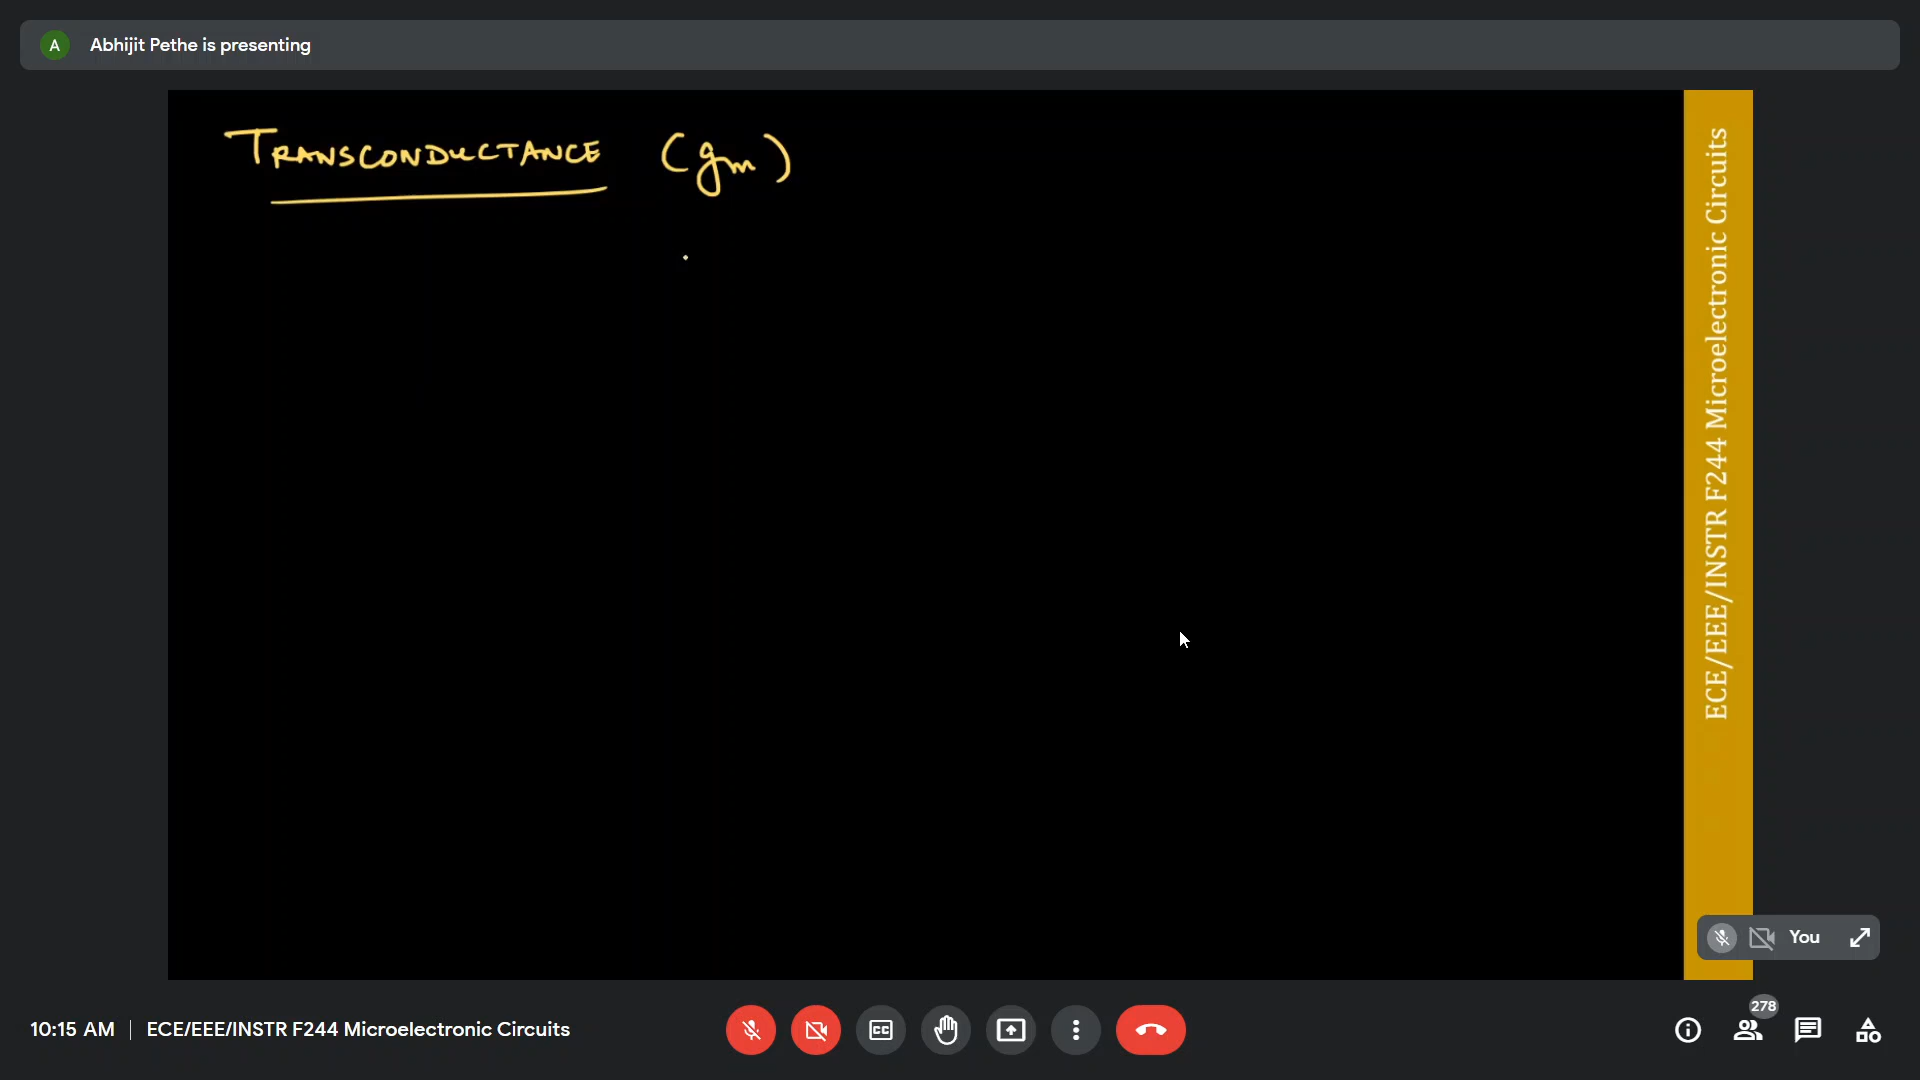 A Abhijit Pethe is presenting
TRANSCONDUCTANCE (gm)
ECE/EEE/INSTR F244 Microelectronic Circuits
You
10:15 AM | ECE/EEE/INSTR F244 Microelectronic Circuits
CC
278